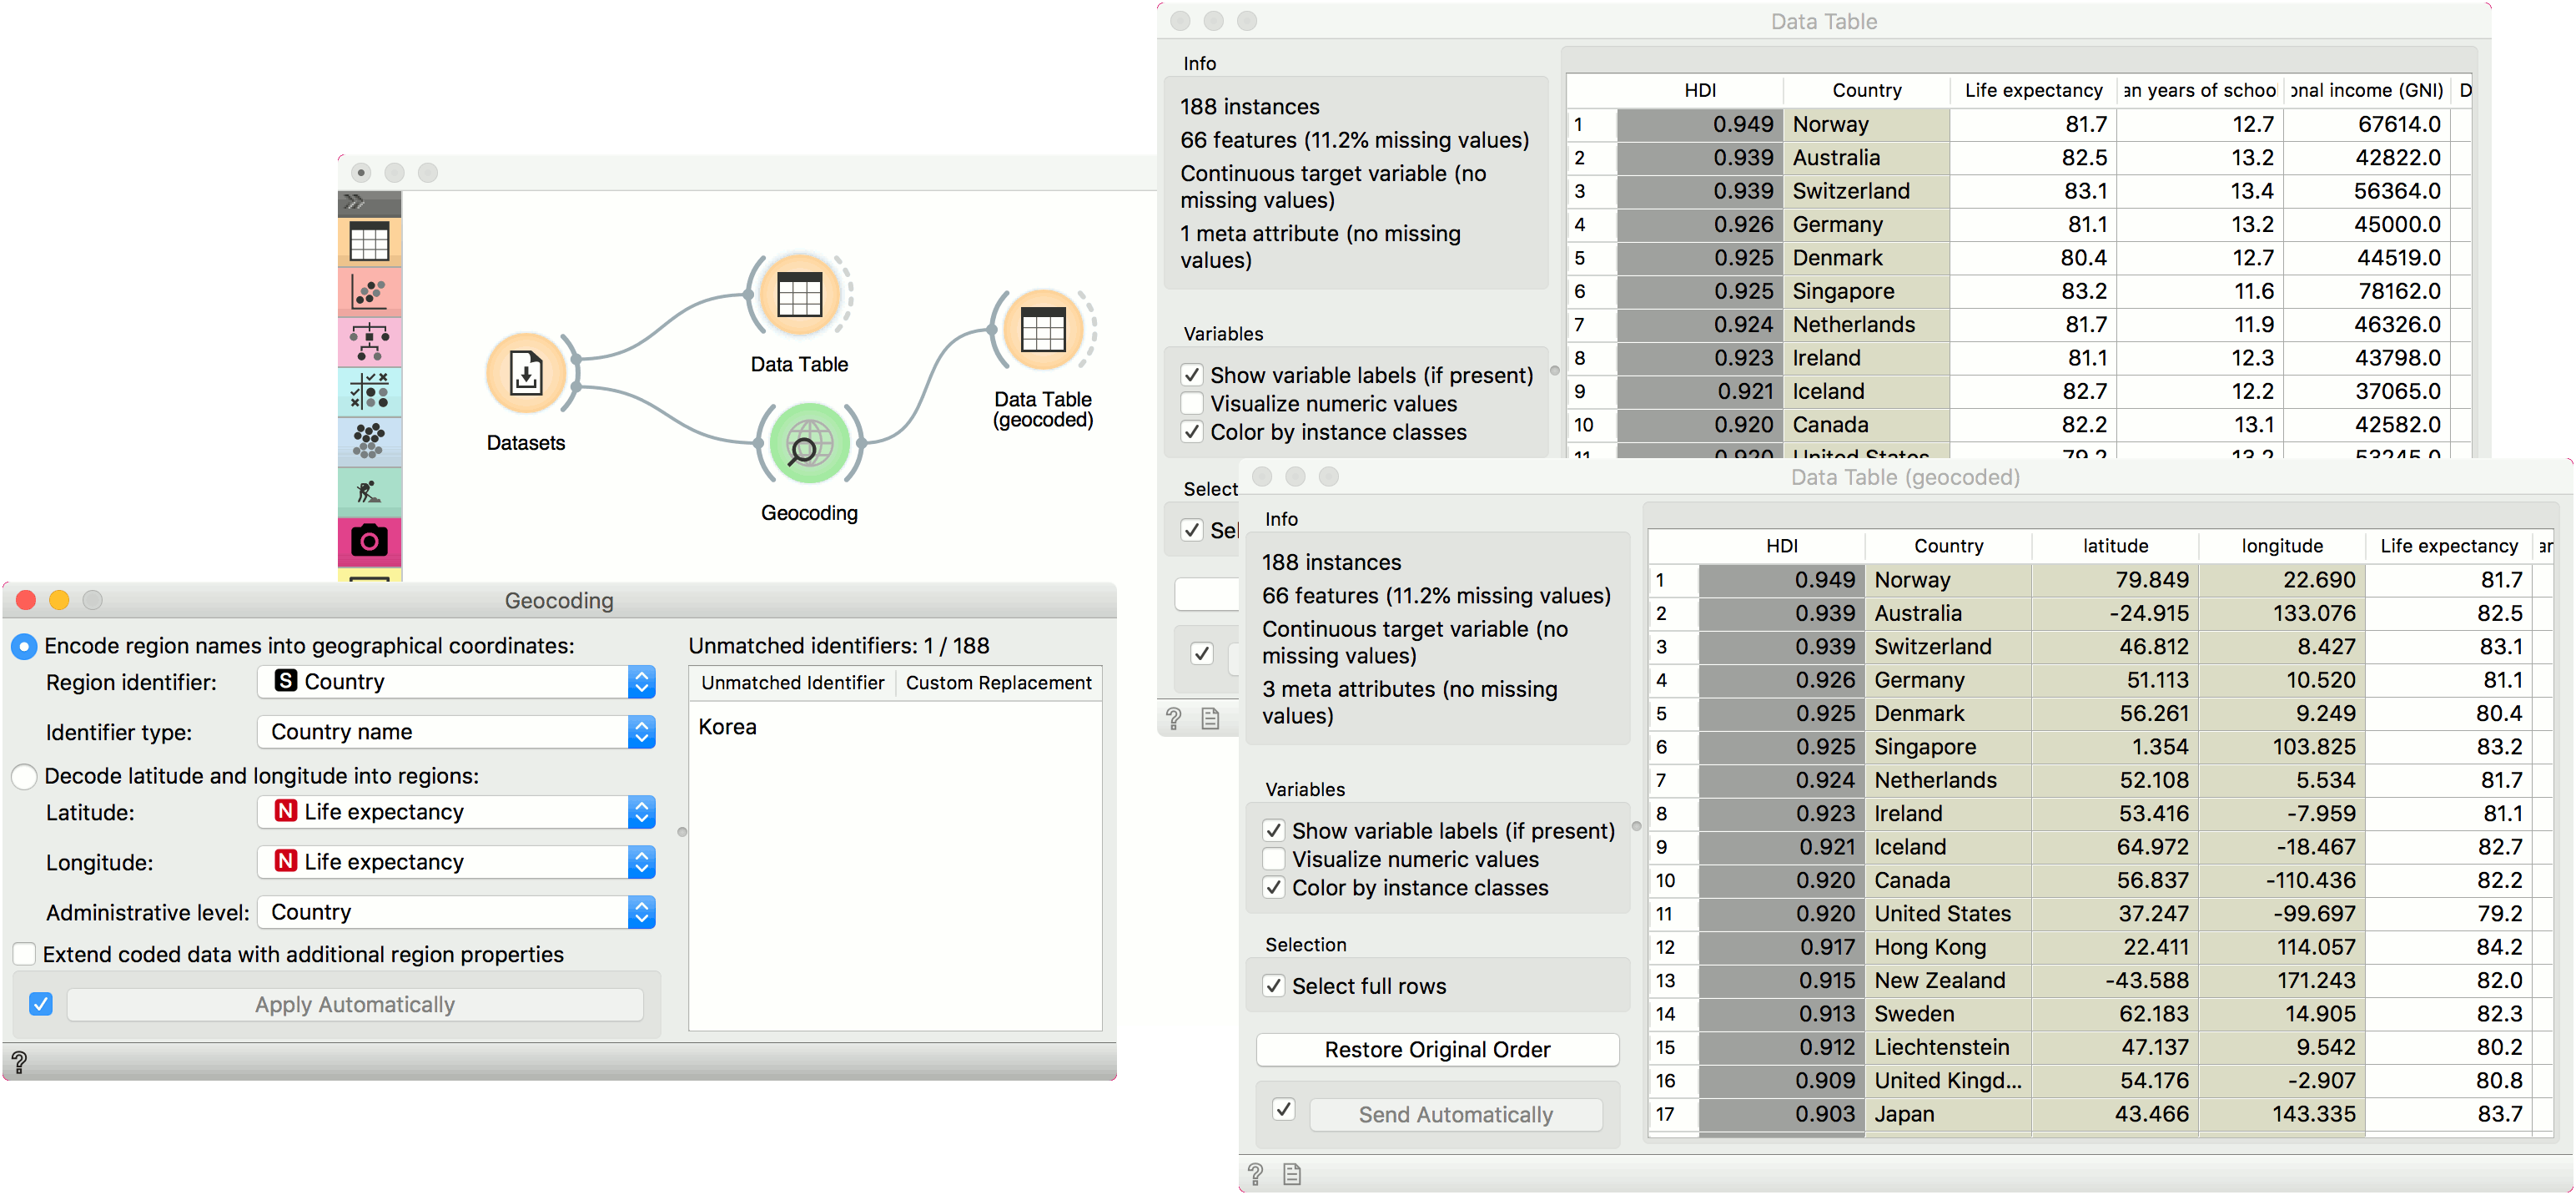 Datasets
Data Table
Geocoding
Data Table
(geocoded)
Data Table
Info
188 instances
66 features (11.2% missing values)
Continuous target variable (no
missing values)
1 meta attribute (no missing
values)
Variables
Show variable labels (if present)
Visualize numeric values
Color by instance classes
Select
Sel
HDI Country Life expectancy an years of schoo onal income (GNI) D
1 0.949 Norway 81.7 12.7 67614.0
2 0.939 Australia 82.5 13.2 42822.0
3 0.939 Switzerland 83.1 13.4 56364.0
4 0.926 Germany 81.1 13.2 45000.0
5 0.925 Denmark 80.4 12.7 44519.0
6 0.925 Singapore 83.2 11.6 78162.0
7 0.924 Netherlands 81.7 11.9 46326.0
8 0.923 Ireland 81.1 12.3 43798.0
9 0.921 Iceland 82.7 12.2 37065.0
10 0.920 Canada 82.2 13.1 42582.0
11 0.920 United States 79.2 13.2 53245.0
Geocoding
Encode region names into geographical coordinates:
Region identifier: S Country
Identifier type: Country name
Decode latitude and longitude into regions:
Latitude: N Life expectancy
Longitude: N Life expectancy
Administrative level: Country
Extend coded data with additional region properties
Apply Automatically
?
Unmatched identifiers: 1 / 188
Unmatched Identifier Custom Replacement
Korea
?
Data Table (geocoded)
Info
188 instances
66 features (11.2% missing values)
Continuous target variable (no
missing values)
3 meta attributes (no missing
values)
Variables
Show variable labels (if present)
Visualize numeric values
Color by instance classes
Selection
Select full rows
Restore Original Order
Send Automatically
?
HDI Country latitude longitude Life expectancy ar
1 0.949 Norway 79.849 22.690 81.7
2 0.939 Australia -24.915 133.076 82.5
3 0.939 Switzerland 46.812 8.427 83.1
4 0.926 Germany 51.113 10.520 81.1
5 0.925 Denmark 56.261 9.249 80.4
6 0.925 Singapore 1.354 103.825 83.2
7 0.924 Netherlands 52.108 5.534 81.7
8 0.923 Ireland 53.416 -7.959 81.1
9 0.921 Iceland 64.972 -18.467 82.7
10 0.920 Canada 56.837 -110.436 82.2
11 0.920 United States 37.247 -99.697 79.2
12 0.917 Hong Kong 22.411 114.057 84.2
13 0.915 New Zealand -43.588 171.243 82.0
14 0.913 Sweden 62.183 14.905 82.3
15 0.912 Liechtenstein 47.137 9.542 80.2
16 0.909 United Kingd... 54.176 -2.907 80.8
17 0.903 Japan 43.466 143.335 83.7